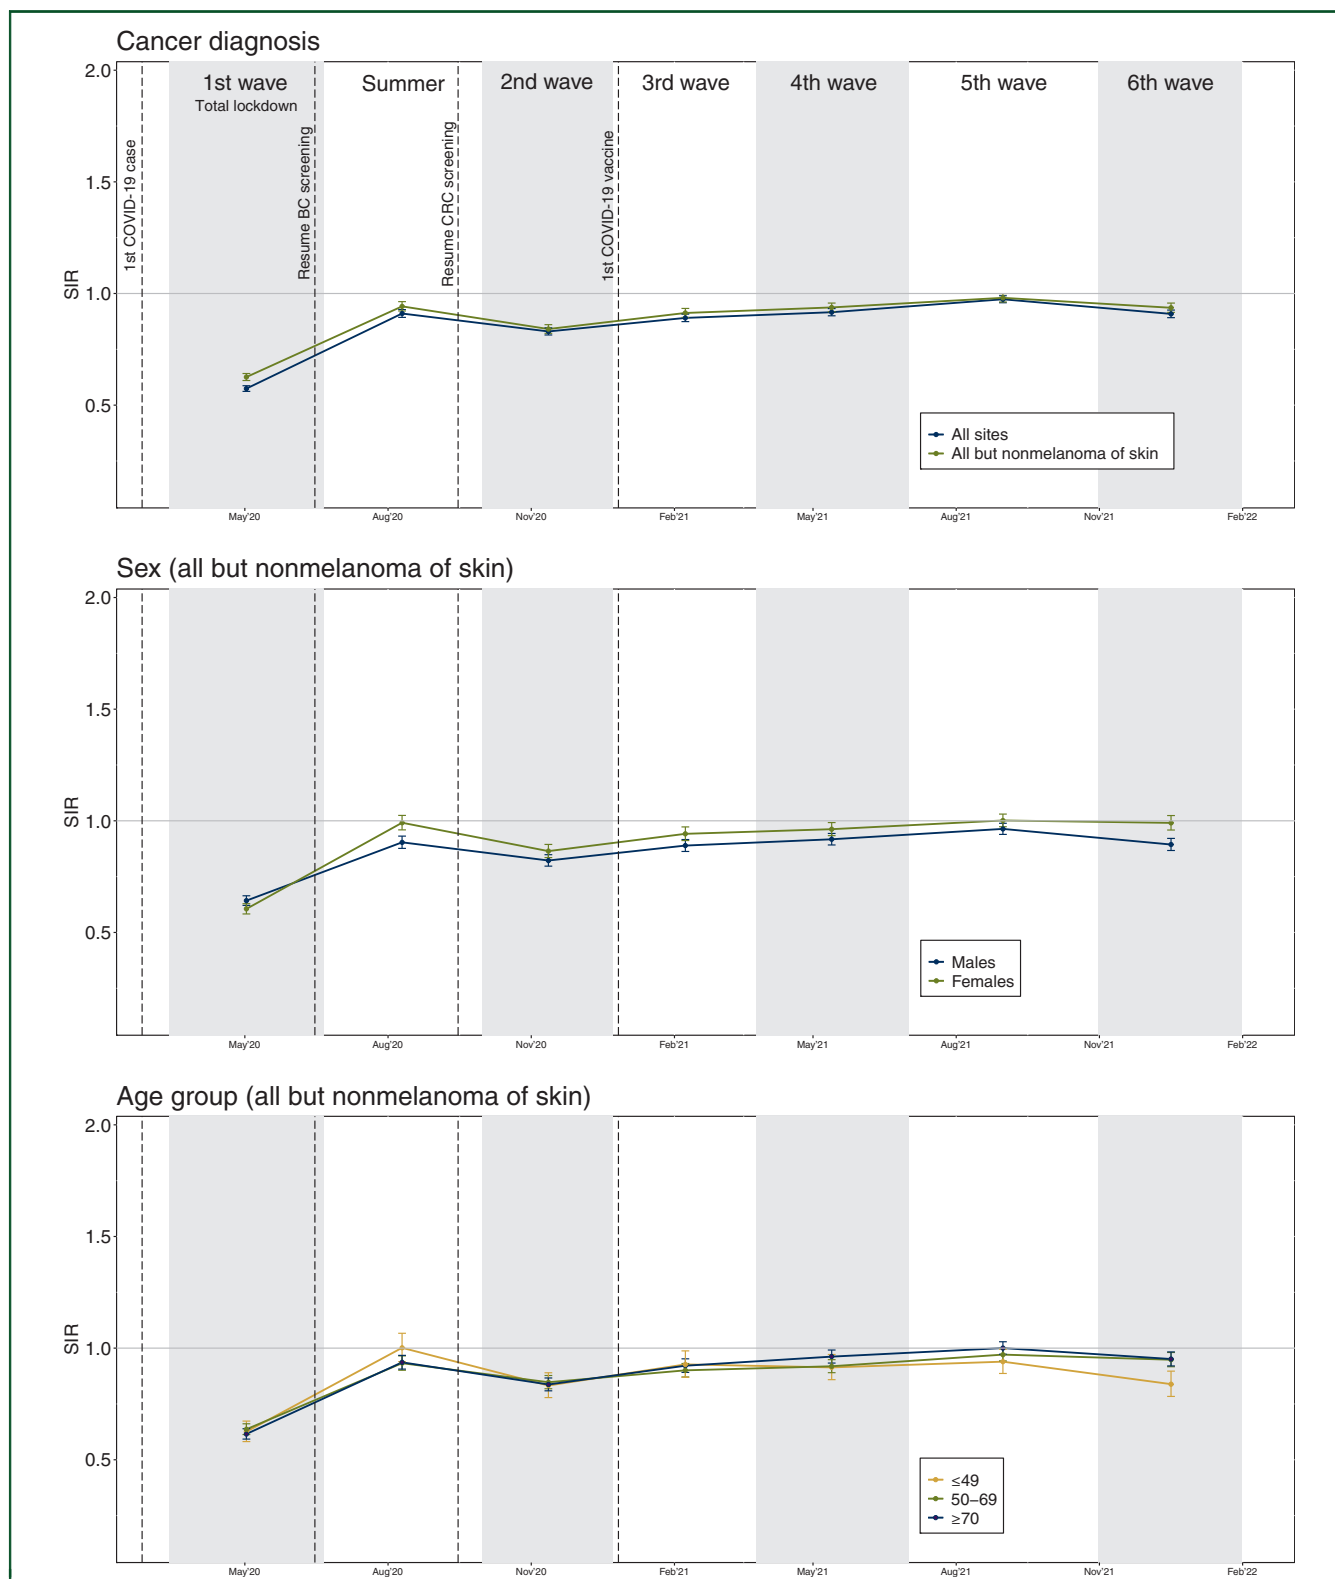 Cancer diagnosis
2.0
1st wave
Summer
2nd wave
3rd wave
4th wave
5th wave
6th wave
Total lockdown
1st COVID-19 case
Resume BC screening
Resume CRC screening
1st COVID-19 vaccine
1.5
SIR
1.0
0.5
All sites
All but nonmelanoma of skin
May'20
Aug'20
Nov'20
Feb'21
May'21
Aug'21
Nov'21
Feb'22
Sex (all but nonmelanoma of skin)
2.0
1.5
SIR
1.0
0.5
Males
Females
May'20
Aug'20
Nov'20
Feb'21
May'21
Aug'21
Nov'21
Feb'22
Age group (all but nonmelanoma of skin)
2.0
1.5
SIR
1.0
0.5
≤49
50–69
≥70
May'20
Aug'20
Nov'20
Feb'21
May'21
Aug'21
Nov'21
Feb'22